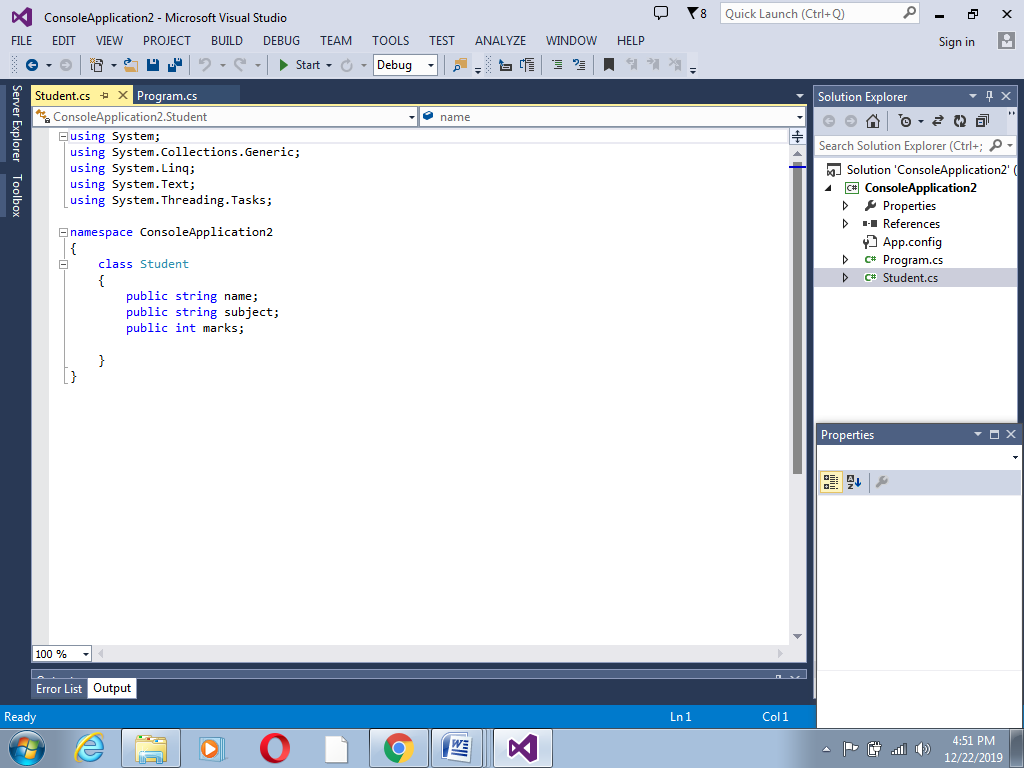 ConsoleApplication2 - Microsoft Visual Studio
8
Quick Launch (Ctrl+Q)
FILE EDIT VIEW PROJECT BUILD DEBUG TEAM TOOLS TEST ANALYZE WINDOW HELP
Sign in
Start
Debug
Server Explorer
Toolbox
Student.cs
Program.cs
ConsoleApplication2.Student
name
using System;
using System.Collections.Generic;
using System.Linq;
using System.Text;
using System.Threading.Tasks;
namespace ConsoleApplication2
{
class Student
{
public string name;
public string subject;
public int marks;
}
}
100 %
Solution Explorer
Search Solution Explorer (Ctrl+;
Solution 'ConsoleApplication2' (
C# ConsoleApplication2
Properties
References
App.config
C# Program.cs
C# Student.cs
Properties
Error List
Output
Ready
Ln 1
Col 1
4:51 PM
12/22/2019